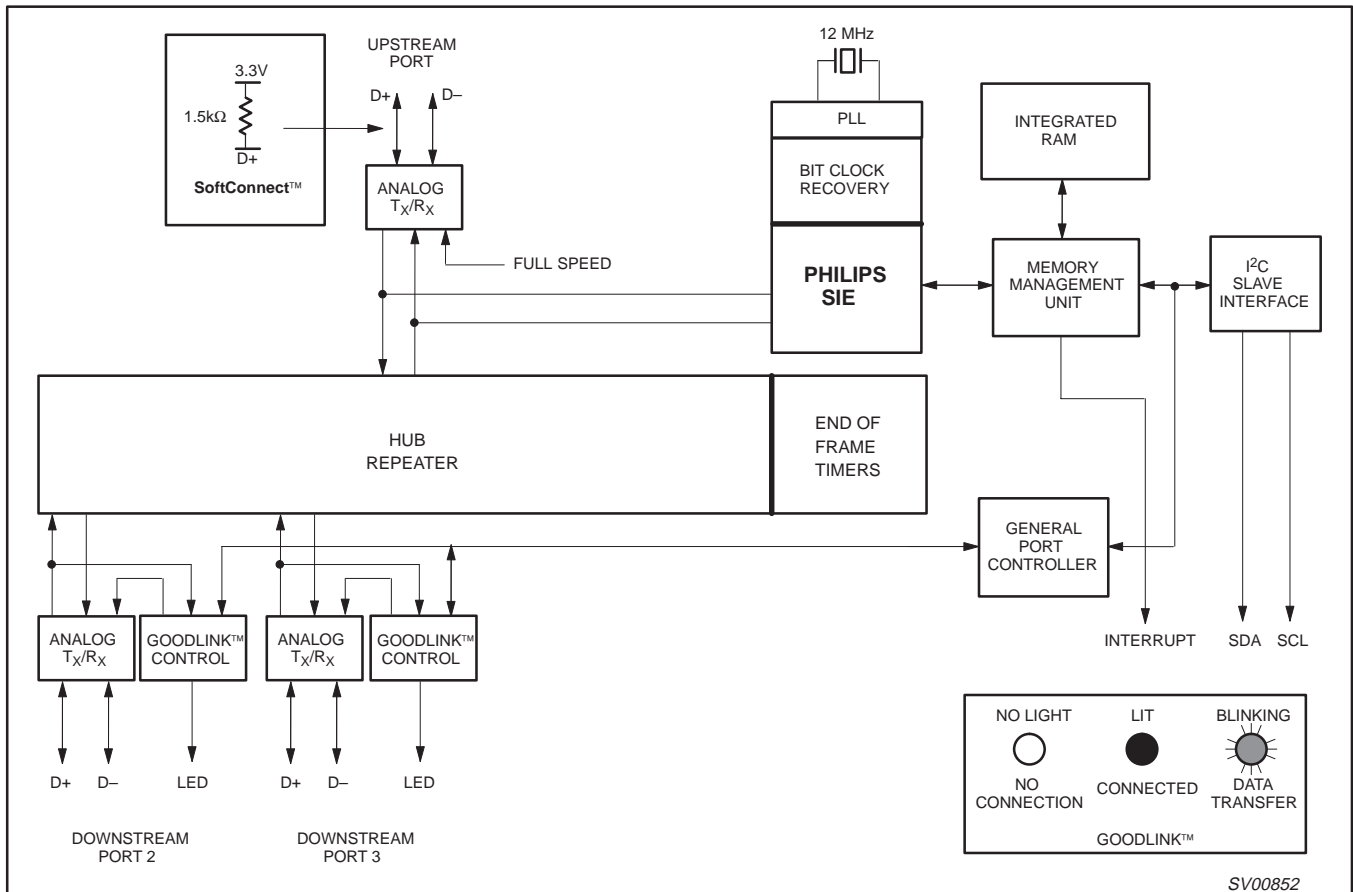 UPSTREAM
PORT
12 MHz
3.3V
1.5kΩ
D+
SoftConnect™
D+
D–
ANALOG
TX/RX
FULL SPEED
PLL
BIT CLOCK
RECOVERY
PHILIPS
SIE
INTEGRATED
RAM
MEMORY
MANAGEMENT
UNIT
I²C
SLAVE
INTERFACE
HUB
REPEATER
END OF
FRAME
TIMERS
GENERAL
PORT
CONTROLLER
ANALOG
TX/RX
GOODLINK™
CONTROL
ANALOG
TX/RX
GOODLINK™
CONTROL
INTERRUPT
SDA
SCL
D+
D–
LED
D+
D–
LED
DOWNSTREAM
PORT 2
DOWNSTREAM
PORT 3
NO LIGHT
LIT
BLINKING
NO
CONNECTION
CONNECTED
DATA
TRANSFER
GOODLINK™
SV00852